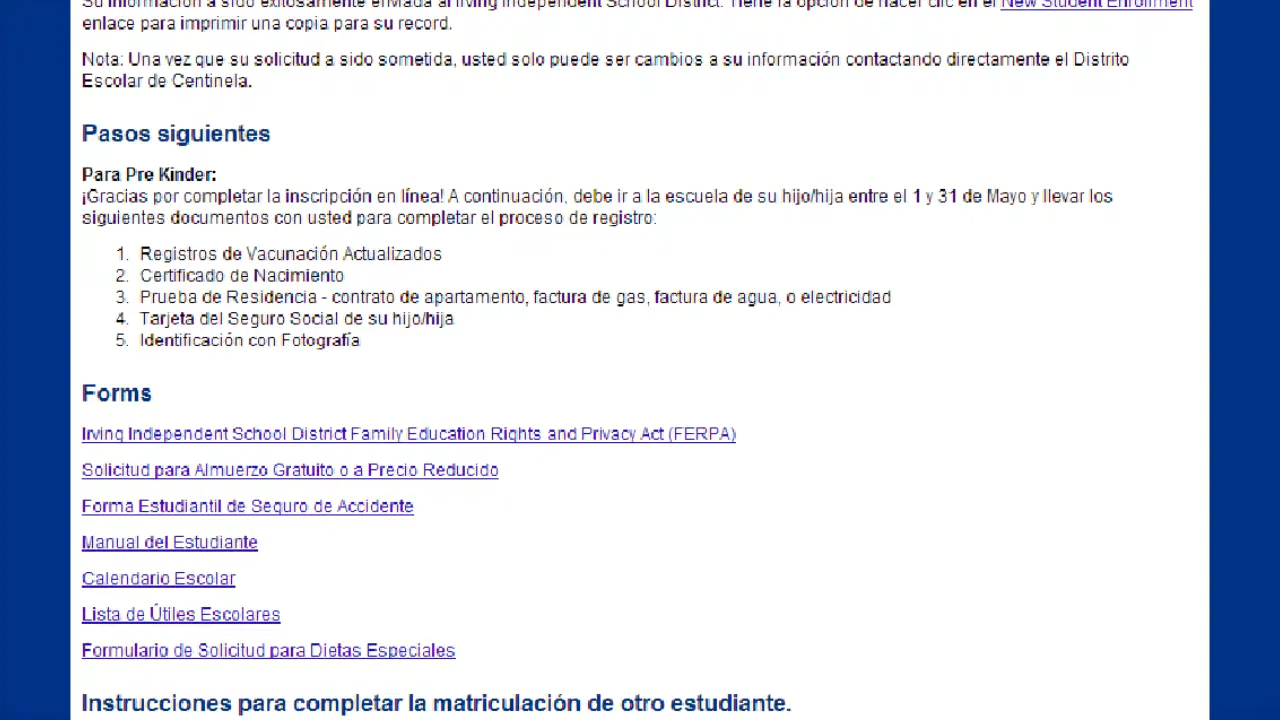 Su información a sido exitosamente enviada al Irving Independent School District. Tiene la opción de hacer clic en el New Student Enrollment
enlace para imprimir una copia para su record.
Nota: Una vez que su solicitud a sido sometida, usted solo puede ser cambios a su información contactando directamente el Distrito
Escolar de Centinela.
Pasos siguientes
Para Pre Kinder:
¡Gracias por completar la inscripción en línea! A continuación, debe ir a la escuela de su hijo/hija entre el 1 y 31 de Mayo y llevar los
siguientes documentos con usted para completar el proceso de registro:
1. Registros de Vacunación Actualizados
2. Certificado de Nacimiento
3. Prueba de Residencia - contrato de apartamento, factura de gas, factura de agua, o electricidad
4. Tarjeta del Seguro Social de su hijo/hija
5. Identificación con Fotografía
Forms
Irving Independent School District Family Education Rights and Privacy Act (FERPA)
Solicitud para Almuerzo Gratuito o a Precio Reducido
Forma Estudiantil de Seguro de Accidente
Manual del Estudiante
Calendario Escolar
Lista de Útiles Escolares
Formulario de Solicitud para Dietas Especiales
Instrucciones para completar la matriculación de otro estudiante.